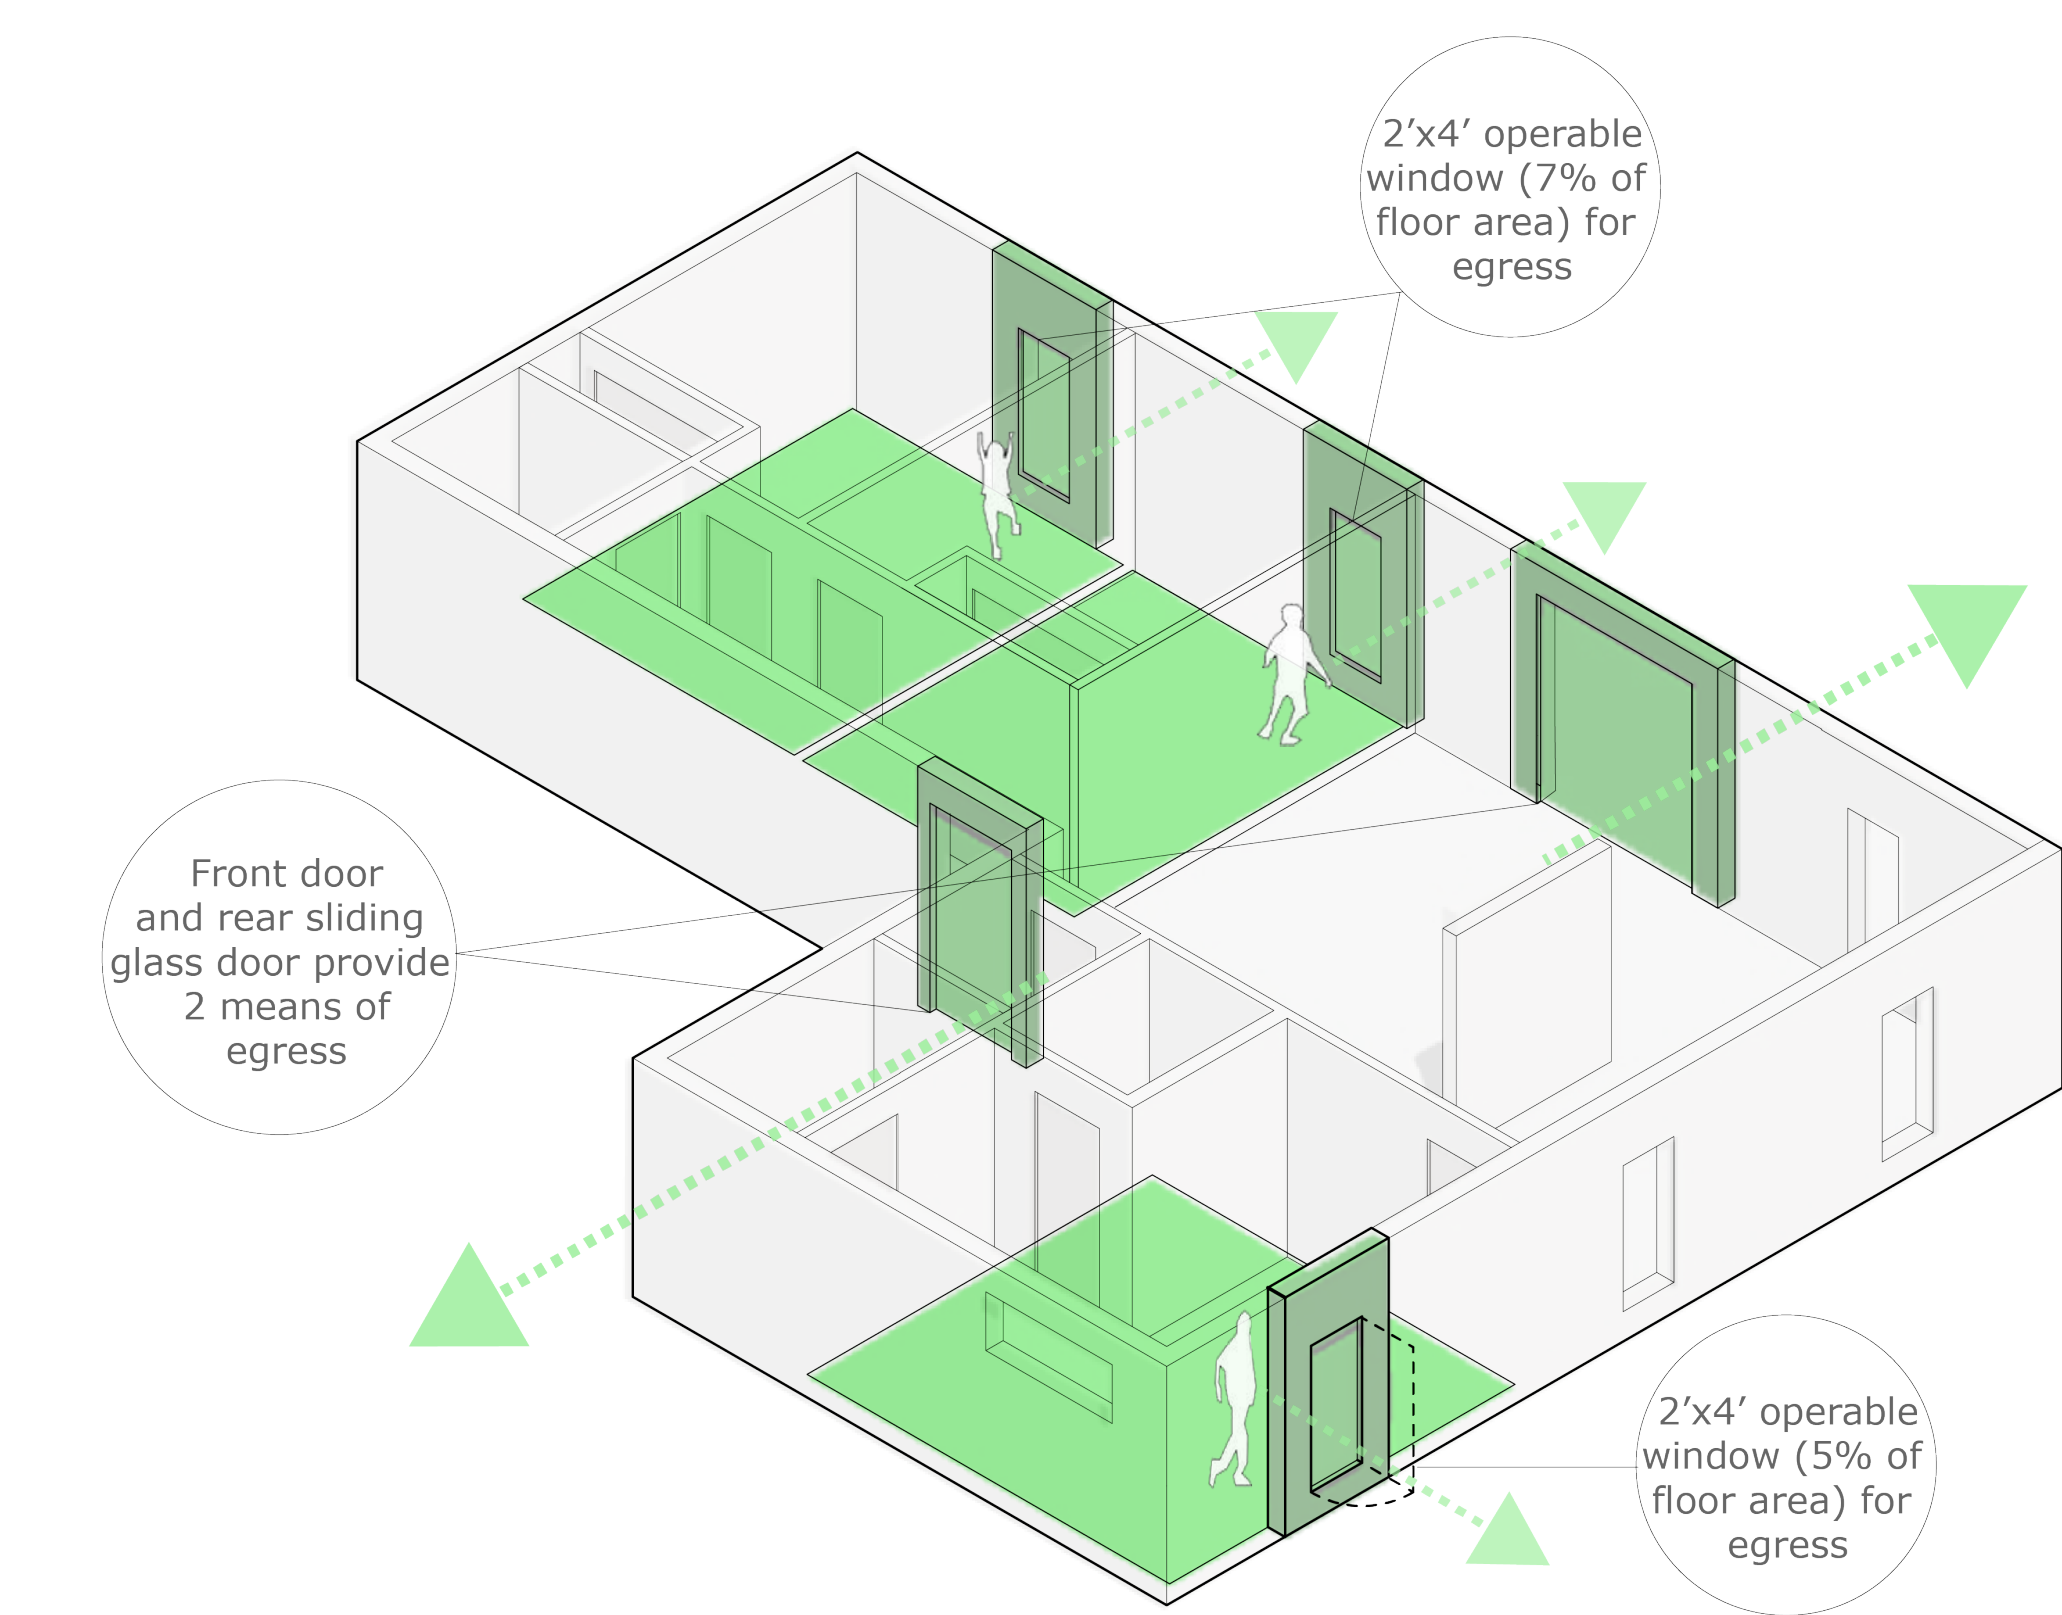 2’x4’ operable
window (7% of
floor area) for
egress
Front door
and rear sliding
glass door provide
2 means of
egress
2’x4’ operable
window (5% of
floor area) for
egress